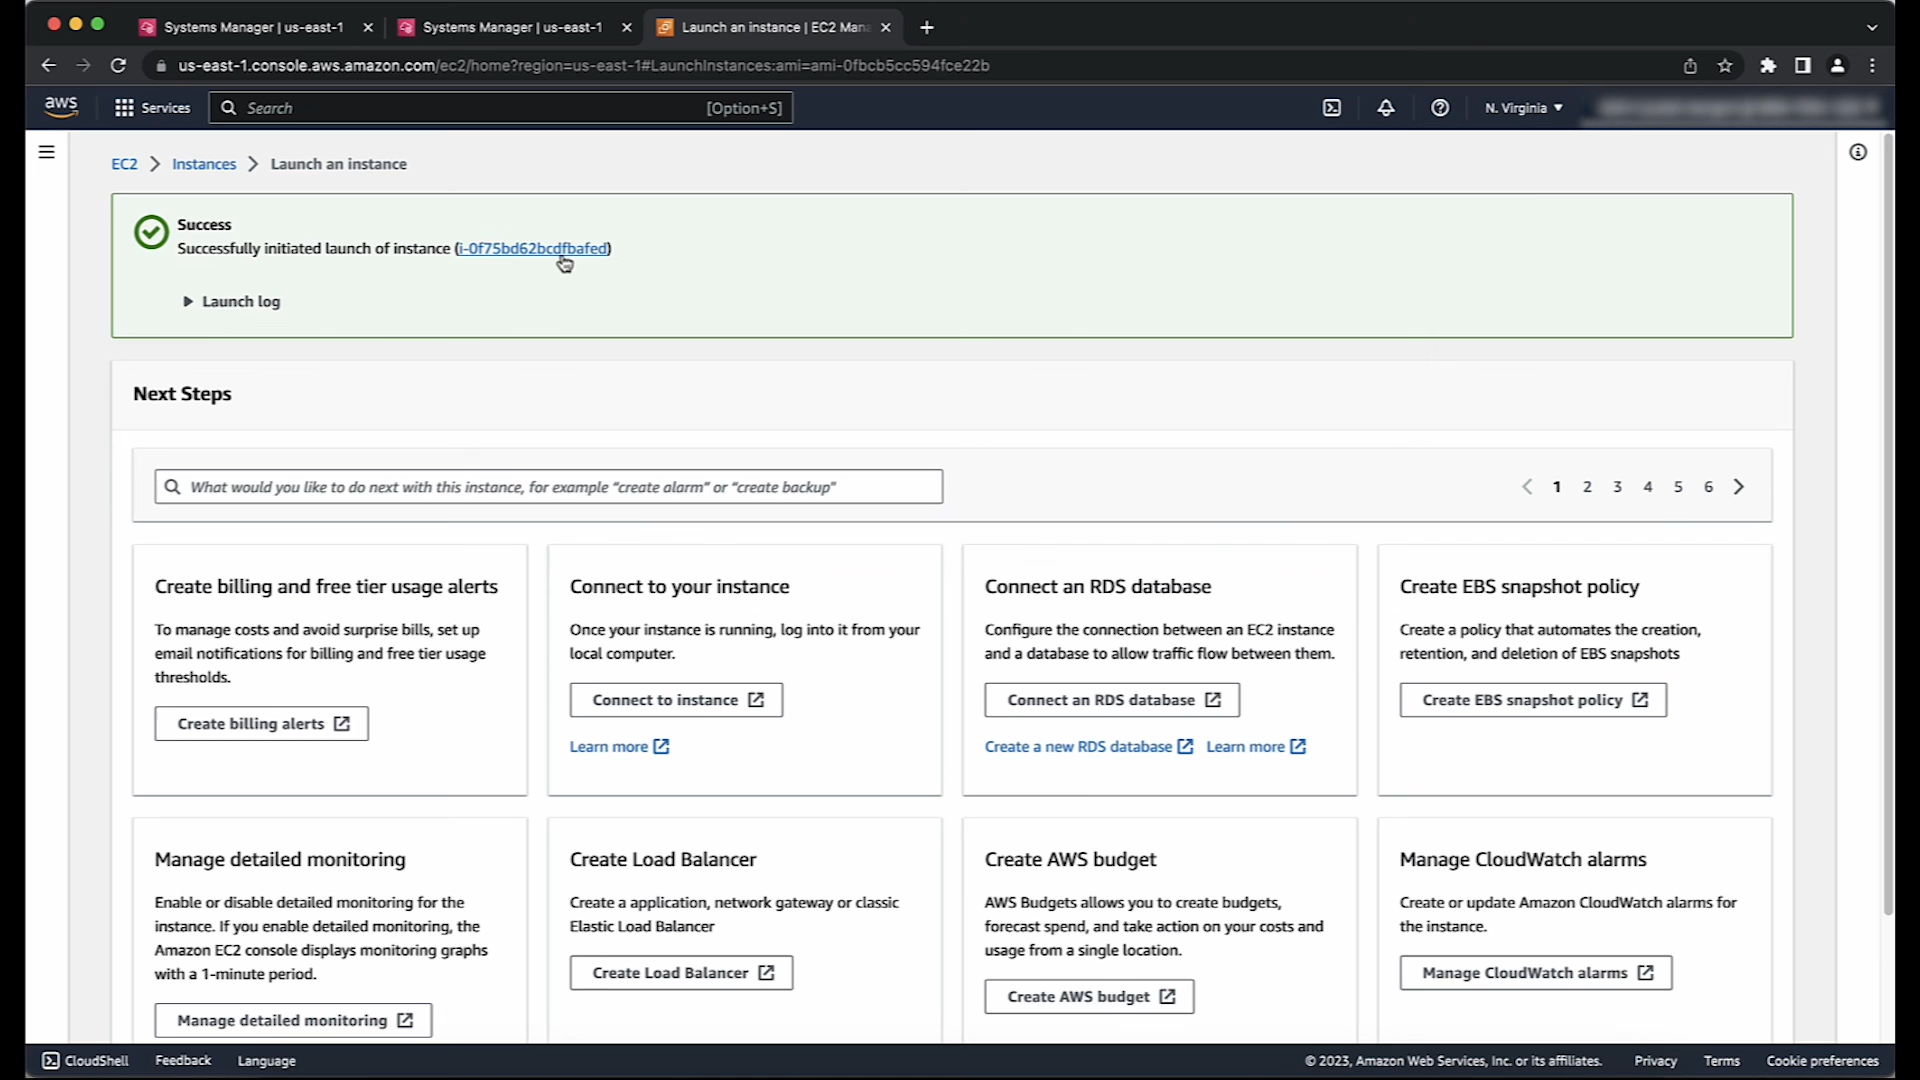 Systems Manager | us-east-1
Systems Manager | us-east-1
Launch an instance | EC2 Man
us-east-1.console.aws.amazon.com/ec2/home?region=us-east-1#LaunchInstances:ami=ami-0fbcb5cc594fce22b
aws
Services
Search
[Option+S]
N. Virginia
EC2
Instances
Launch an instance
Success
Successfully initiated launch of instance (i-0f75bd62bcdfbafed)
Launch log
Next Steps
What would you like to do next with this instance, for example "create alarm" or "create backup"
1 2 3 4 5 6
Create billing and free tier usage alerts
To manage costs and avoid surprise bills, set up
email notifications for billing and free tier usage
thresholds.
Create billing alerts
Connect to your instance
Once your instance is running, log into it from your
local computer.
Connect to instance
Learn more
Connect an RDS database
Configure the connection between an EC2 instance
and a database to allow traffic flow between them.
Connect an RDS database
Create a new RDS database
Learn more
Create EBS snapshot policy
Create a policy that automates the creation,
retention, and deletion of EBS snapshots
Create EBS snapshot policy
Manage detailed monitoring
Enable or disable detailed monitoring for the
instance. If you enable detailed monitoring, the
Amazon EC2 console displays monitoring graphs
with a 1-minute period.
Manage detailed monitoring
Create Load Balancer
Create a application, network gateway or classic
Elastic Load Balancer
Create Load Balancer
Create AWS budget
AWS Budgets allows you to create budgets,
forecast spend, and take action on your costs and
usage from a single location.
Create AWS budget
Manage CloudWatch alarms
Create or update Amazon CloudWatch alarms for
the instance.
Manage CloudWatch alarms
CloudShell
Feedback
Language
© 2023, Amazon Web Services, Inc. or its affiliates.
Privacy
Terms
Cookie preferences